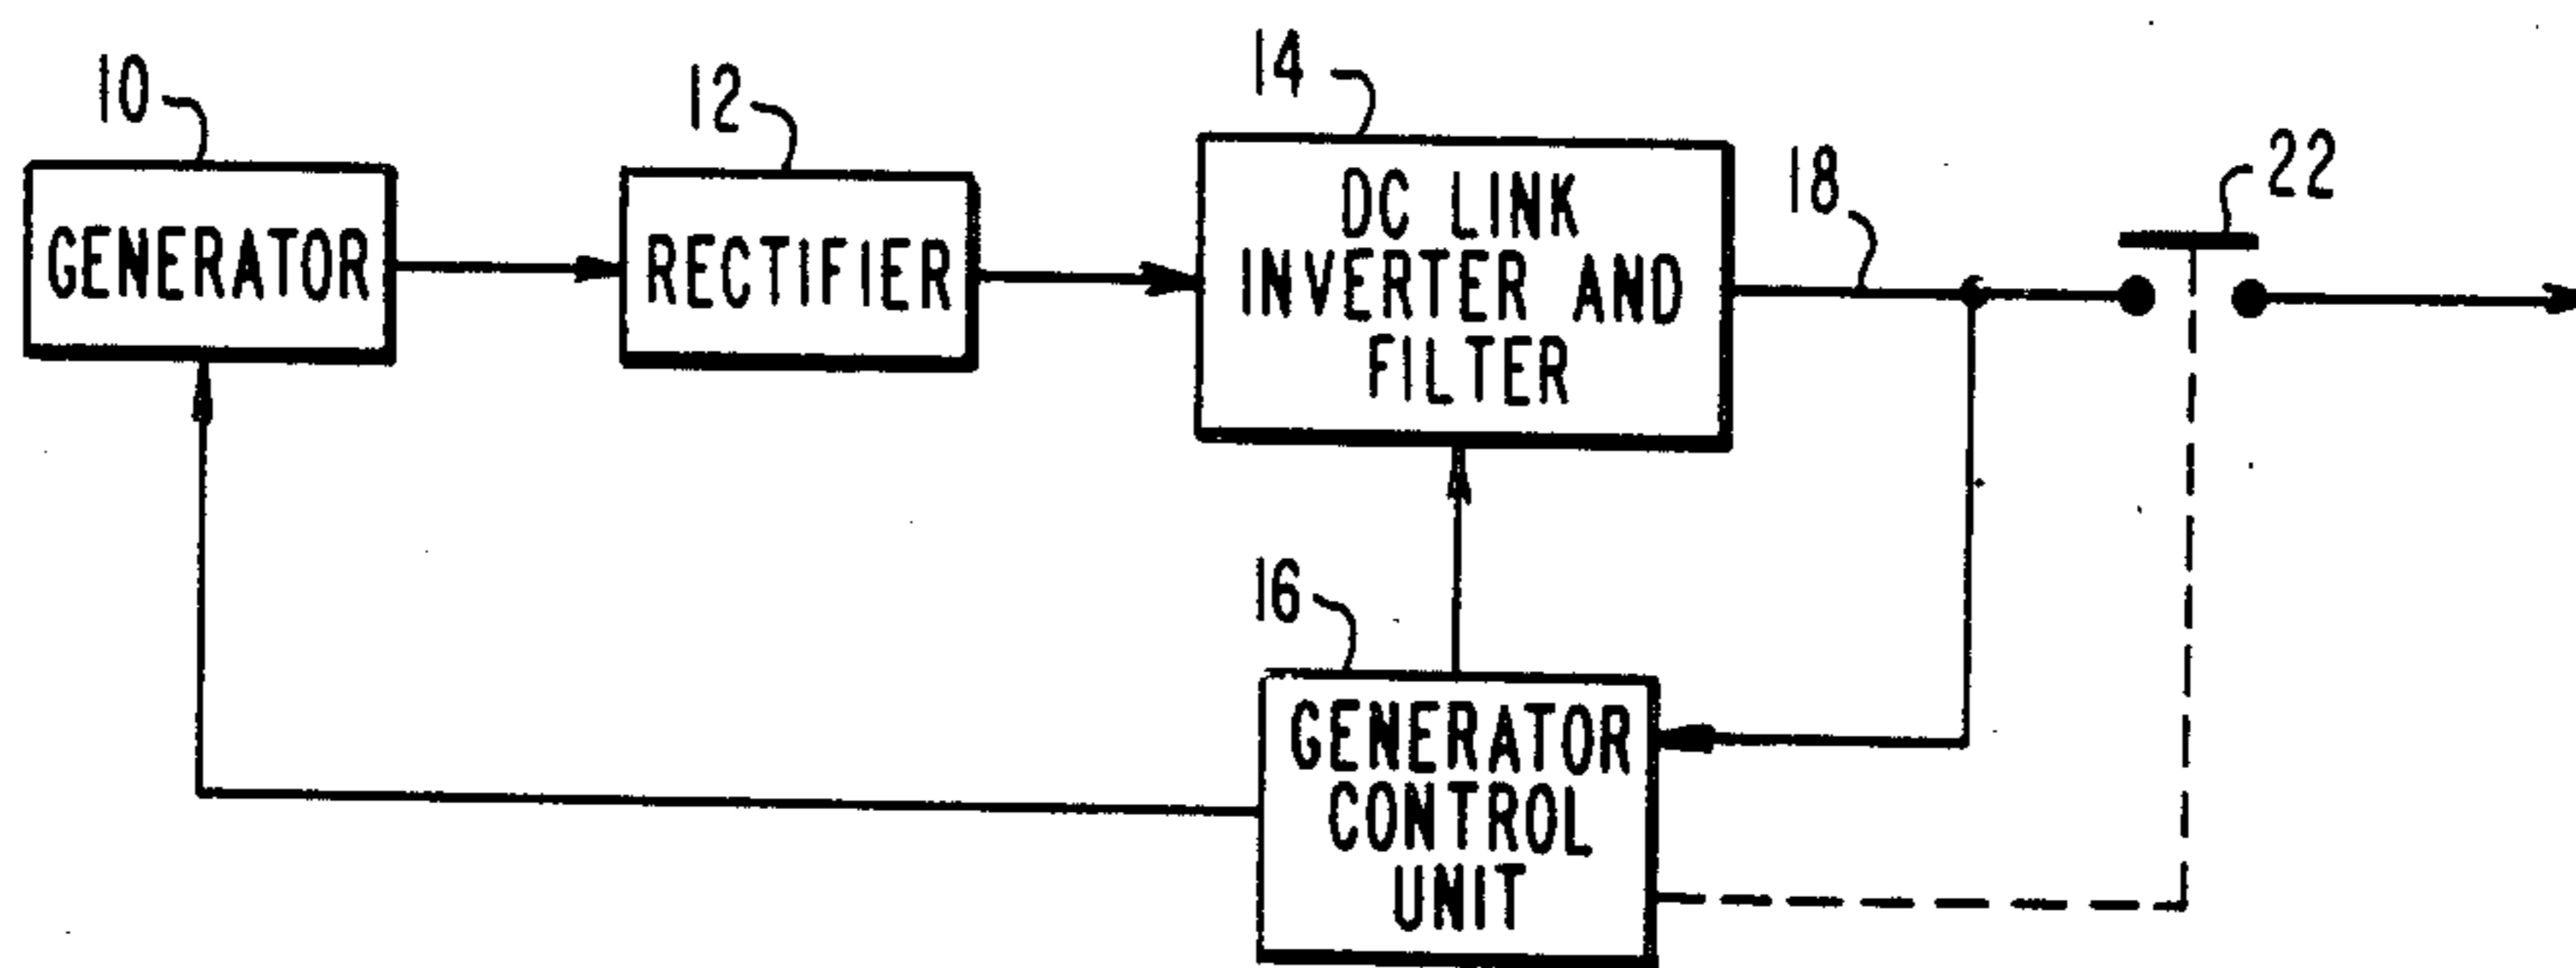 10
12
14
18
22
GENERATOR
RECTIFIER
DC LINK
INVERTER AND
FILTER
16
GENERATOR
CONTROL
UNIT